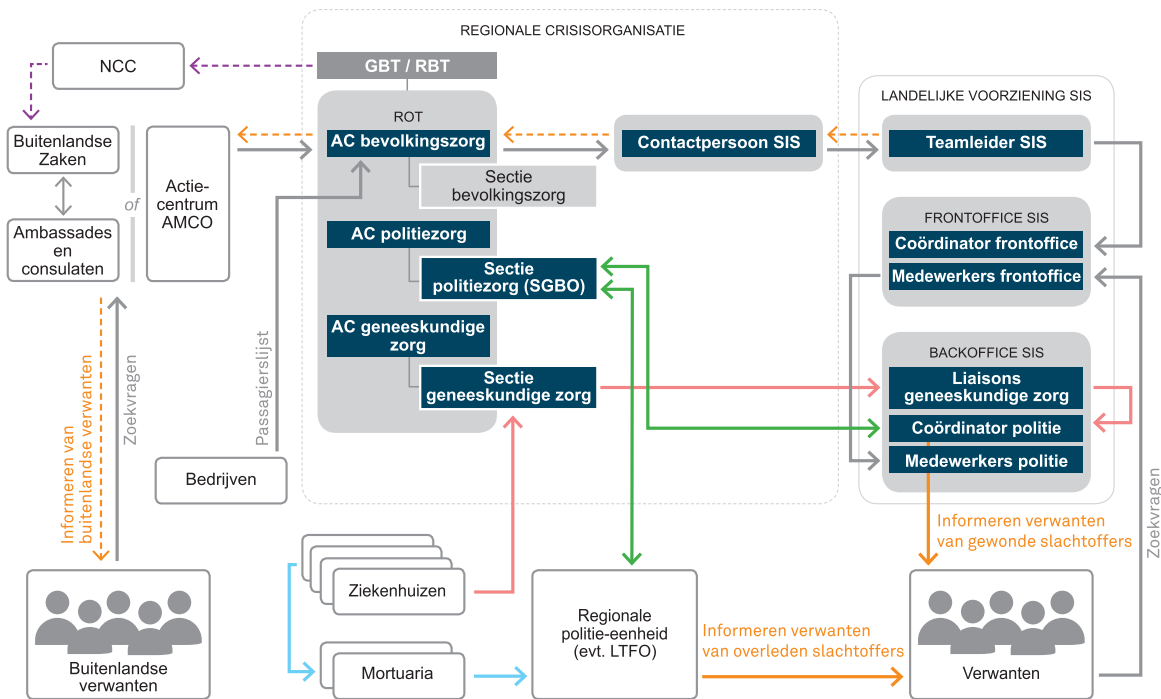 REGIONALE CRISISORGANISATIE
NCC
GBT / RBT
LANDELIJKE VOORZIENING SIS
ROT
Buitenlandse
Zaken
of
Actie-
centrum
AMCO
AC bevolkingszorg
Contactpersoon SIS
Teamleider SIS
Sectie
bevolkingszorg
Ambassades
en
consulaten
AC politiezorg
FRONTOFFICE SIS
Coördinator frontoffice
Medewerkers frontoffice
Sectie
politiezorg (SGBO)
AC geneeskundige
zorg
BACKOFFICE SIS
Sectie
geneeskundige zorg
Liaisons
geneeskundige zorg
Coördinator politie
Medewerkers politie
Informeren van
buitenlandse verwanten
Zoekvragen
Passagierslijst
Bedrijven
Zoekvragen
Informeren verwanten
van gewonde slachtoffers
Ziekenhuizen
Regionale
politie-eenheid
(evt. LTFO)
Informeren verwanten
van overleden slachtoffers
Buitenlandse
verwanten
Mortuaria
Verwanten